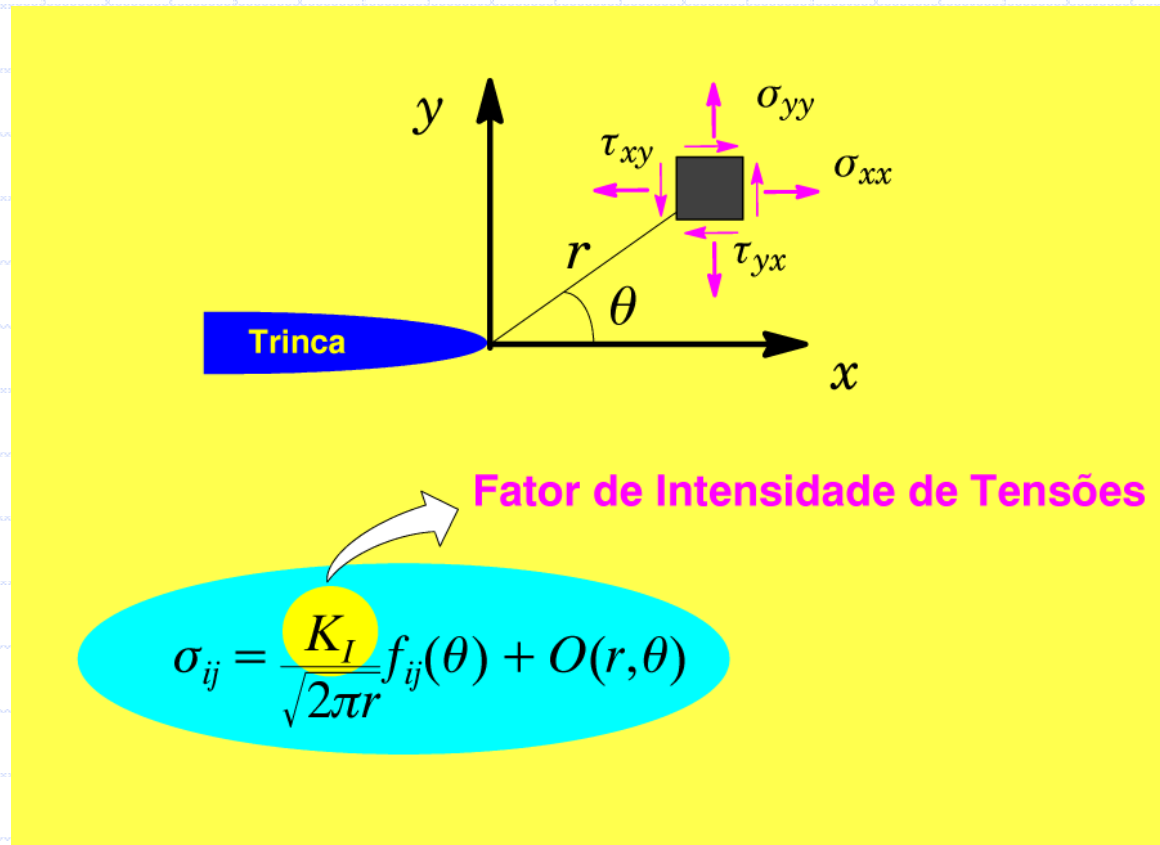 y
σyy
τxy
σxx
r
τyx
θ
Trinca
x
Fator de Intensidade de Tensões
σij = KI/√2πr fij(θ) + O(r,θ)